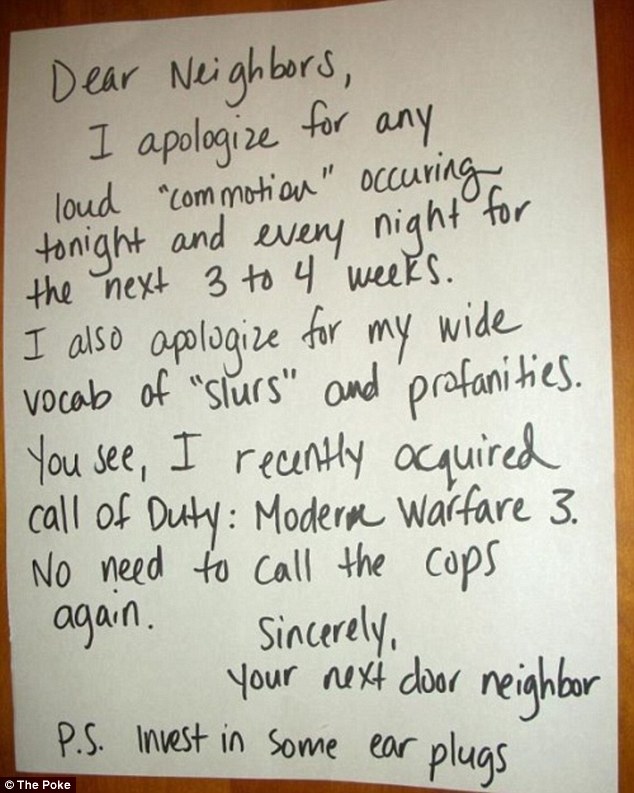 Dear Neighbors,
I apologize for any
loud "commotion" occuring
tonight and every night for
the next 3 to 4 weeks.
I also apologize for my wide
vocab of "slurs" and profanities.
You see, I recently acquired
Call of Duty: Modern Warfare 3.
No need to call the cops
again.
Sincerely,
Your next door neighbor
P.S. Invest in some ear plugs
© The Poke